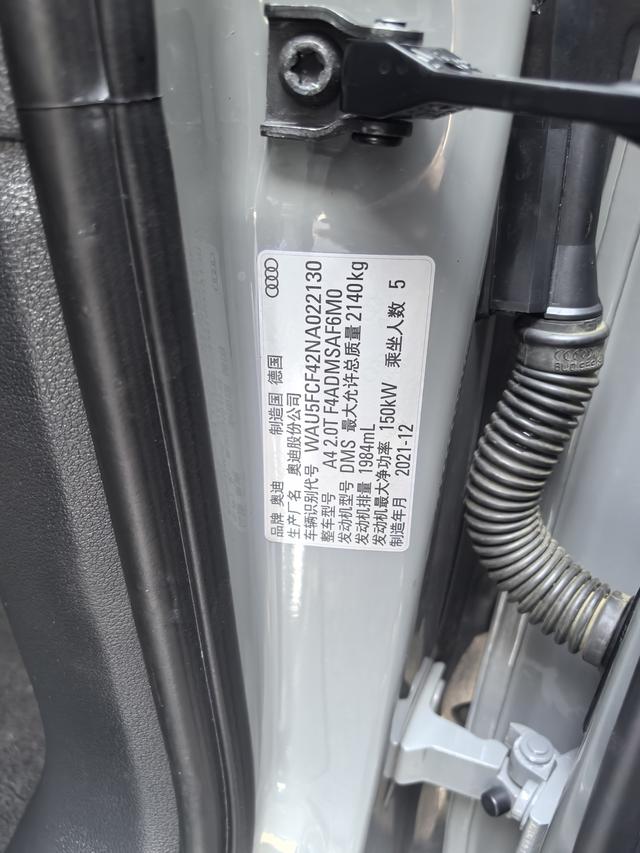 品牌 奥迪 制造国 德国
生产厂名 奥迪股份公司
车辆识别代号 WAU5FCF42NA022130
整车型号 A4 2.0T F4ADMSAF6M0
发动机型号 DMS 最大允许总质量 2140kg
发动机排量 1984mL
发动机最大净功率 150kW 乘坐人数 5
制造年月 2021-12